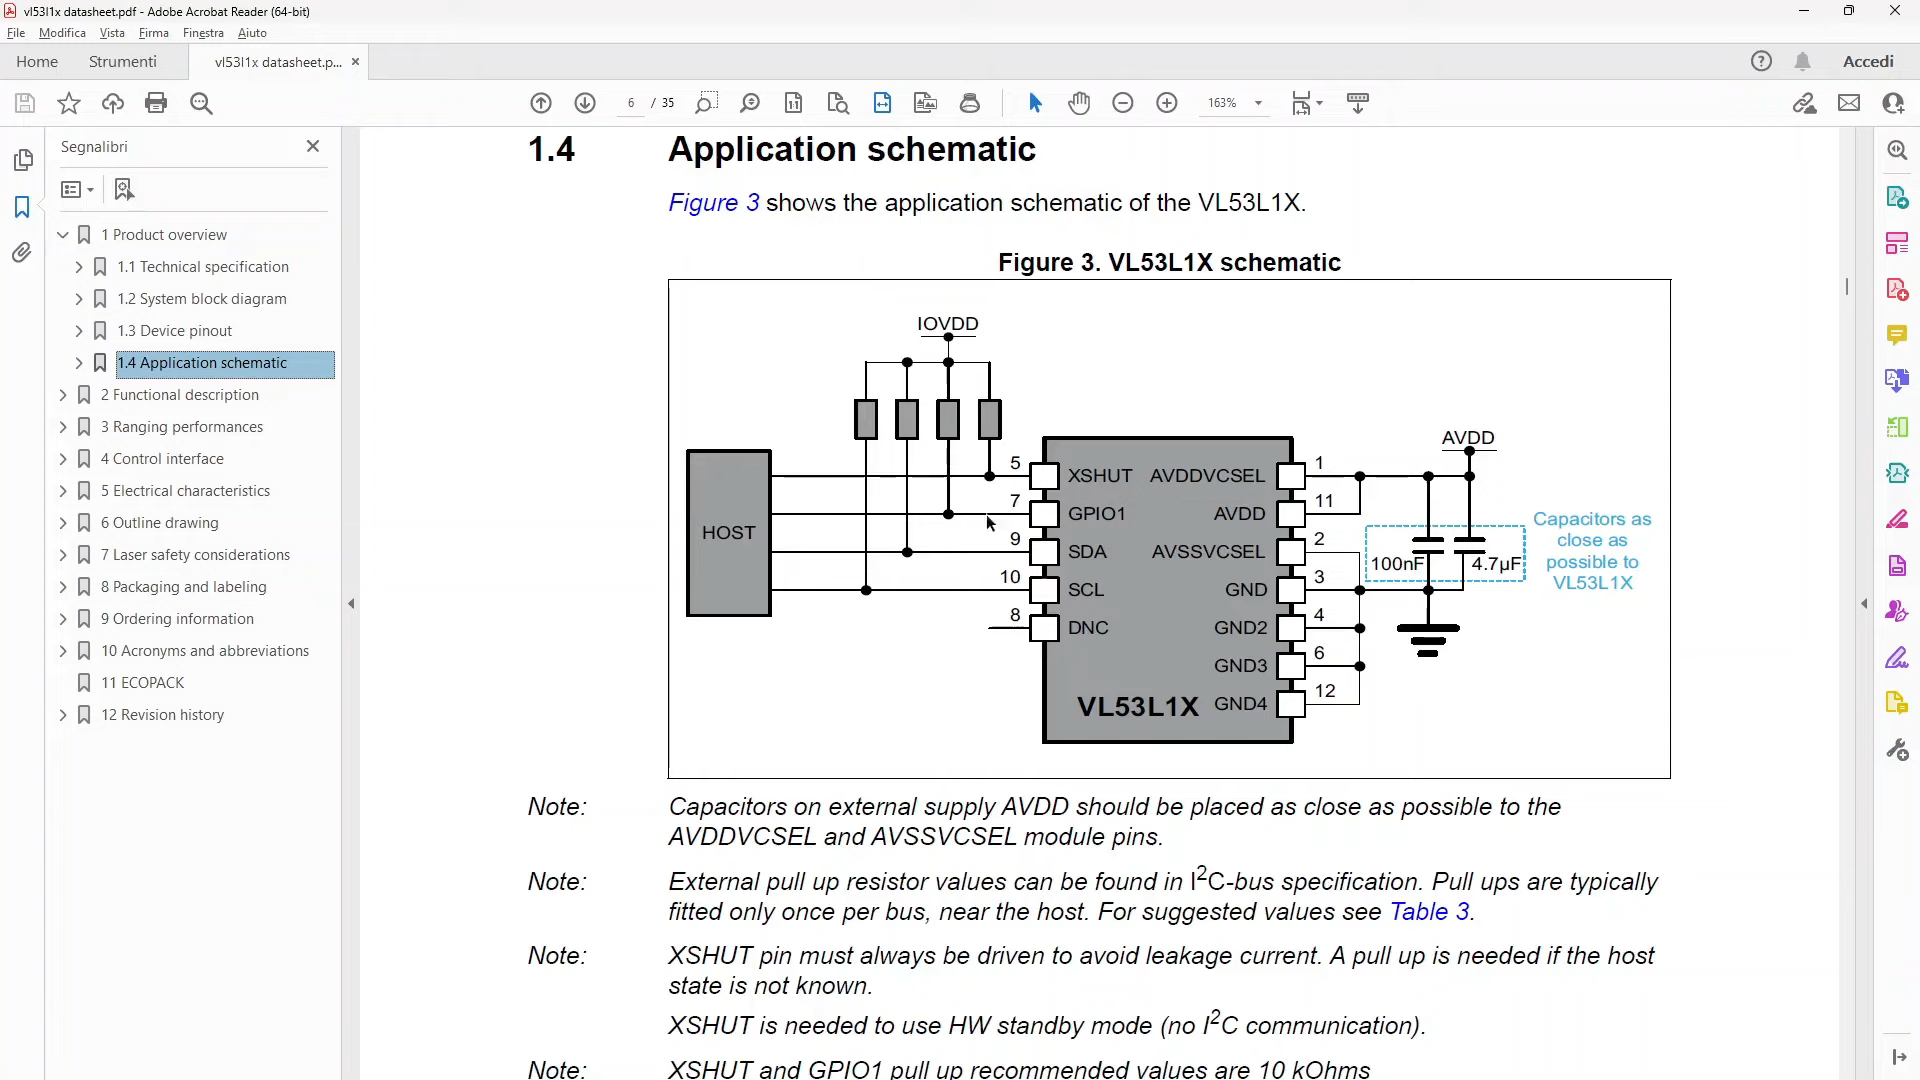 vl53l1x datasheet.pdf - Adobe Acrobat Reader (64-bit)
File Modifica Vista Firma Finestra Aiuto
Home Strumenti vl53l1x datasheet.p... Accedi
6 / 35 163%
Segnalibri
1 Product overview
1.1 Technical specification
1.2 System block diagram
1.3 Device pinout
1.4 Application schematic
2 Functional description
3 Ranging performances
4 Control interface
5 Electrical characteristics
6 Outline drawing
7 Laser safety considerations
8 Packaging and labeling
9 Ordering information
10 Acronyms and abbreviations
11 ECOPACK
12 Revision history
1.4 Application schematic
Figure 3 shows the application schematic of the VL53L1X.
Figure 3. VL53L1X schematic
IOVDD
AVDD
HOST
5 XSHUT AVDDVCSEL 1
7 GPIO1 AVDD 11
9 SDA AVSSVCSEL 2
10 SCL GND 3
8 DNC GND2 4
GND3 6
VL53L1X GND4 12
100nF 4.7µF
Capacitors as
close as
possible to
VL53L1X
Note: Capacitors on external supply AVDD should be placed as close as possible to the
AVDDVCSEL and AVSSVCSEL module pins.
Note: External pull up resistor values can be found in I²C-bus specification. Pull ups are typically
fitted only once per bus, near the host. For suggested values see Table 3.
Note: XSHUT pin must always be driven to avoid leakage current. A pull up is needed if the host
state is not known.
XSHUT is needed to use HW standby mode (no I²C communication).
Note: XSHUT and GPIO1 pull up recommended values are 10 kOhms